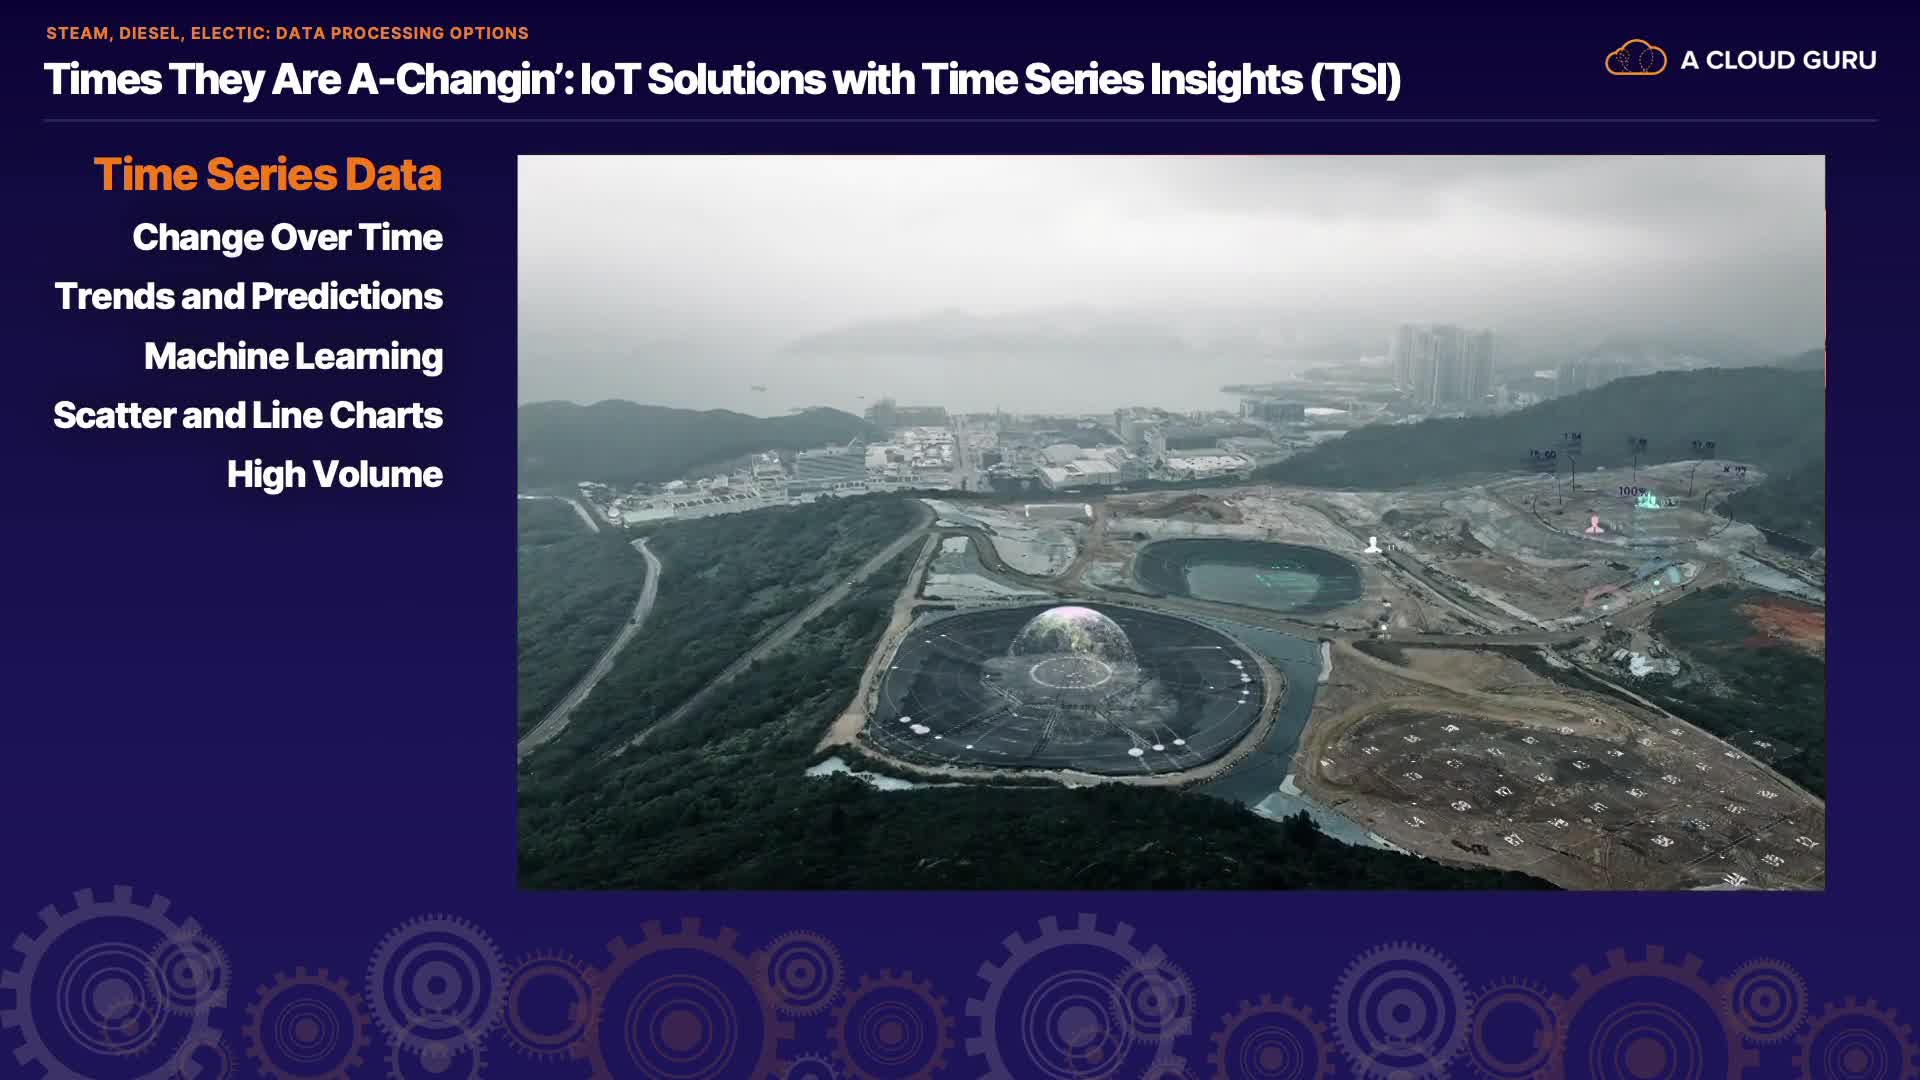 STEAM, DIESEL, ELECTIC: DATA PROCESSING OPTIONS
Times They Are A-Changin’: IoT Solutions with Time Series Insights (TSI)
A CLOUD GURU
Time Series Data
Change Over Time
Trends and Predictions
Machine Learning
Scatter and Line Charts
High Volume
100%